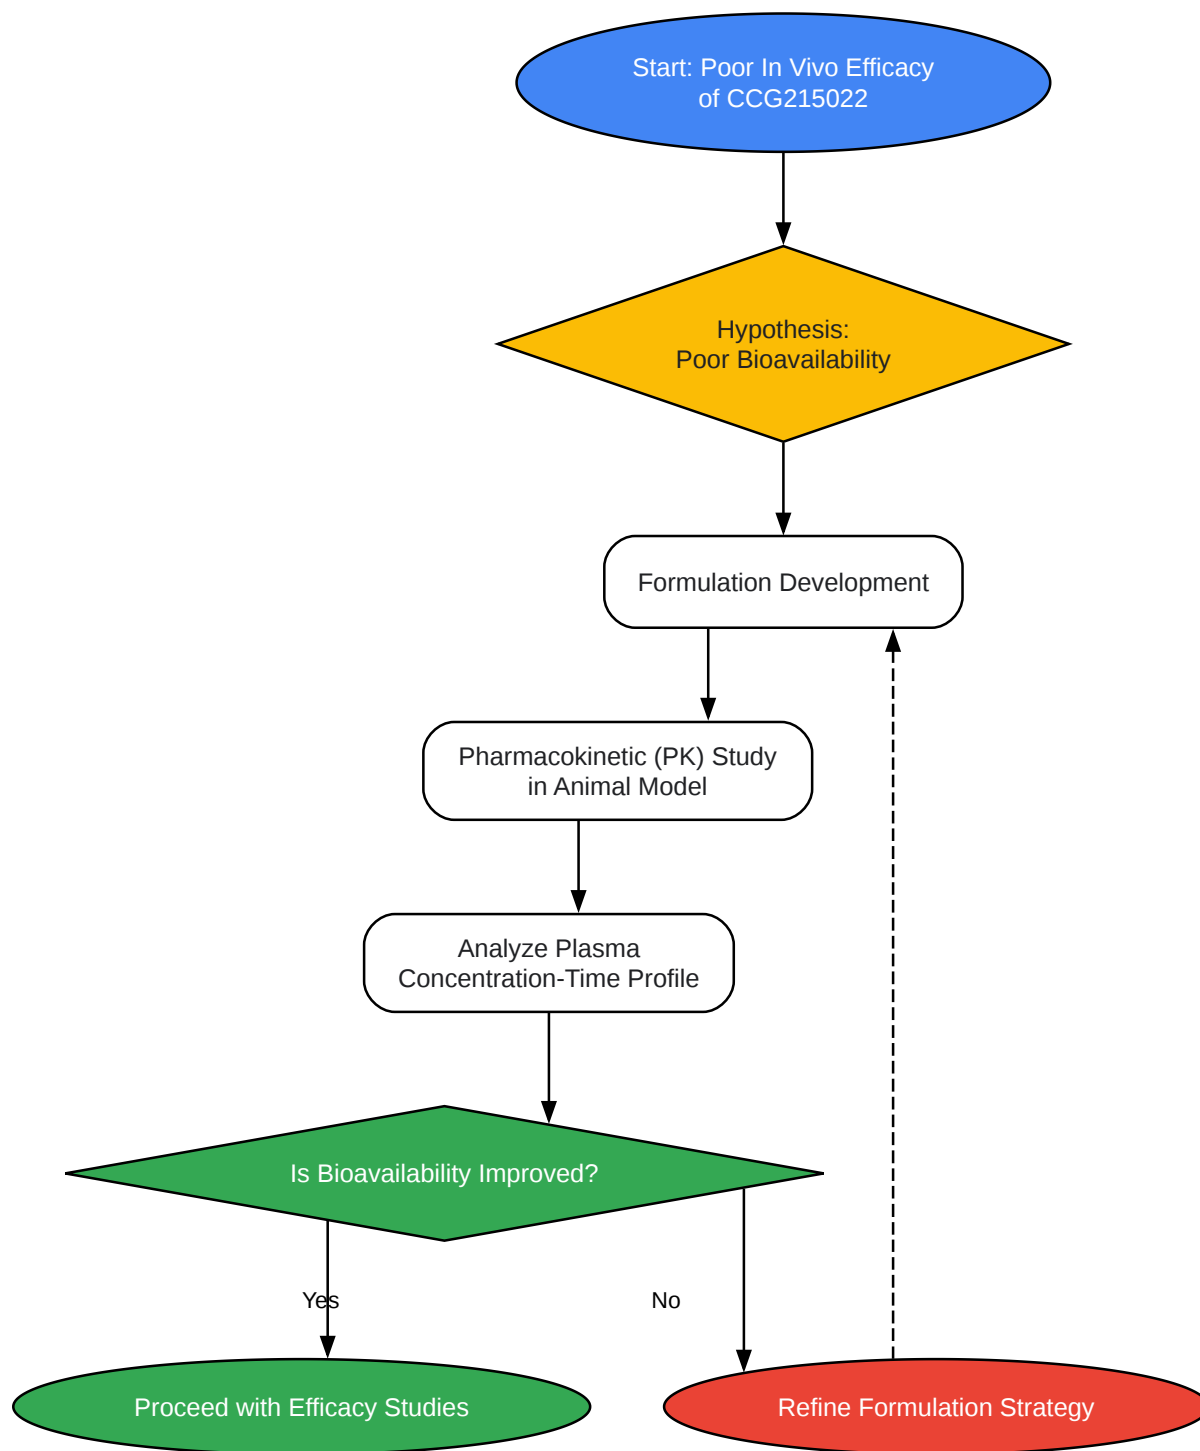 Start: Poor In Vivo Efficacy
of CCG215022
Hypothesis:
Poor Bioavailability
Formulation Development
Pharmacokinetic (PK) Study
in Animal Model
Analyze Plasma
Concentration-Time Profile
Is Bioavailability Improved?
Yes
No
Proceed with Efficacy Studies
Refine Formulation Strategy